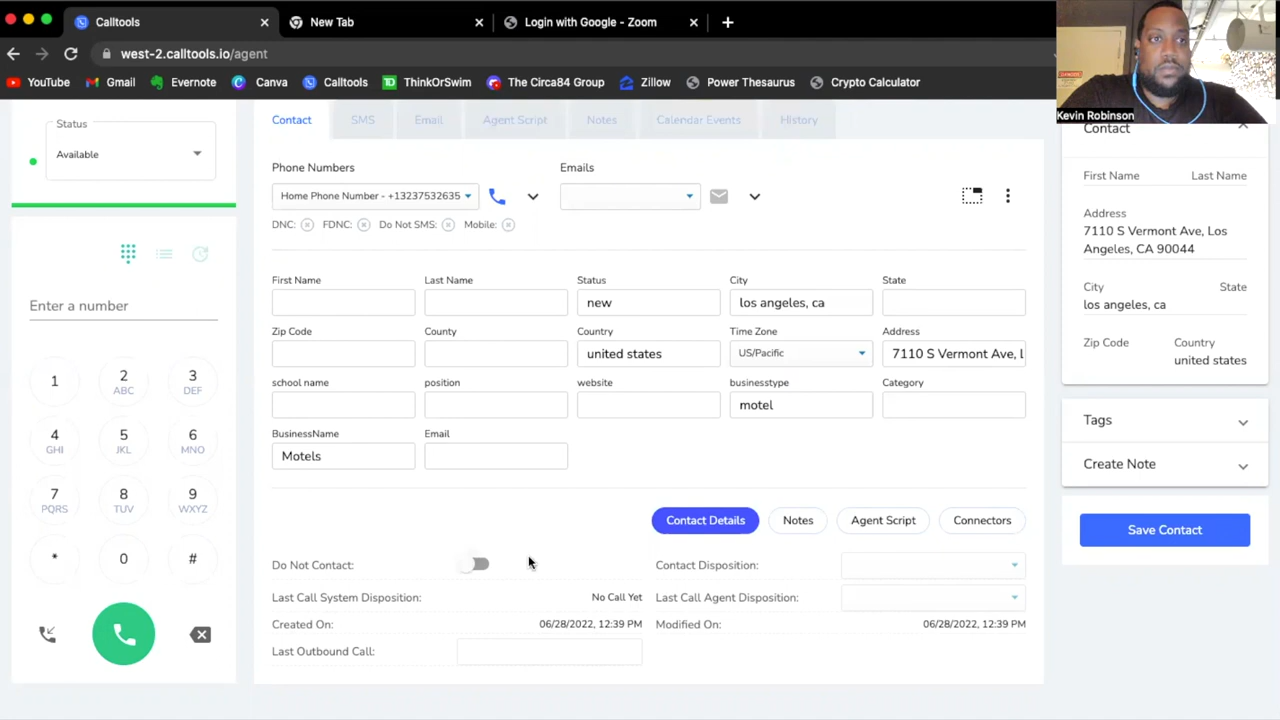 Calltools
New Tab
Login with Google - Zoom
west-2.calltools.io/agent
YouTube Gmail Evernote Canva Calltools ThinkOrSwim The Circa84 Group Zillow Power Thesaurus Crypto Calculator
Kevin Robinson
Status
Available
Enter a number
1
2 ABC
3 DEF
4 GHI
5 JKL
6 MNO
7 PQRS
8 TUV
9 WXYZ
* 0 #
Contact SMS Email Agent Script Notes Calendar Events History
Phone Numbers
Home Phone Number - +13237532635
Emails
DNC: FDNC: Do Not SMS: Mobile:
First Name Last Name Status City State
new los angeles, ca
Zip Code County Country Time Zone Address
united states US/Pacific 7110 S Vermont Ave, l
school name position website businesstype Category
motel
BusinessName Email
Motels
Contact Details Notes Agent Script Connectors
Do Not Contact: Contact Disposition:
Last Call System Disposition: No Call Yet Last Call Agent Disposition:
Created On: 06/28/2022, 12:39 PM Modified On: 06/28/2022, 12:39 PM
Last Outbound Call:
Contact
First Name Last Name
Address
7110 S Vermont Ave, Los
Angeles, CA 90044
City State
los angeles, ca
Zip Code Country
united states
Tags
Create Note
Save Contact